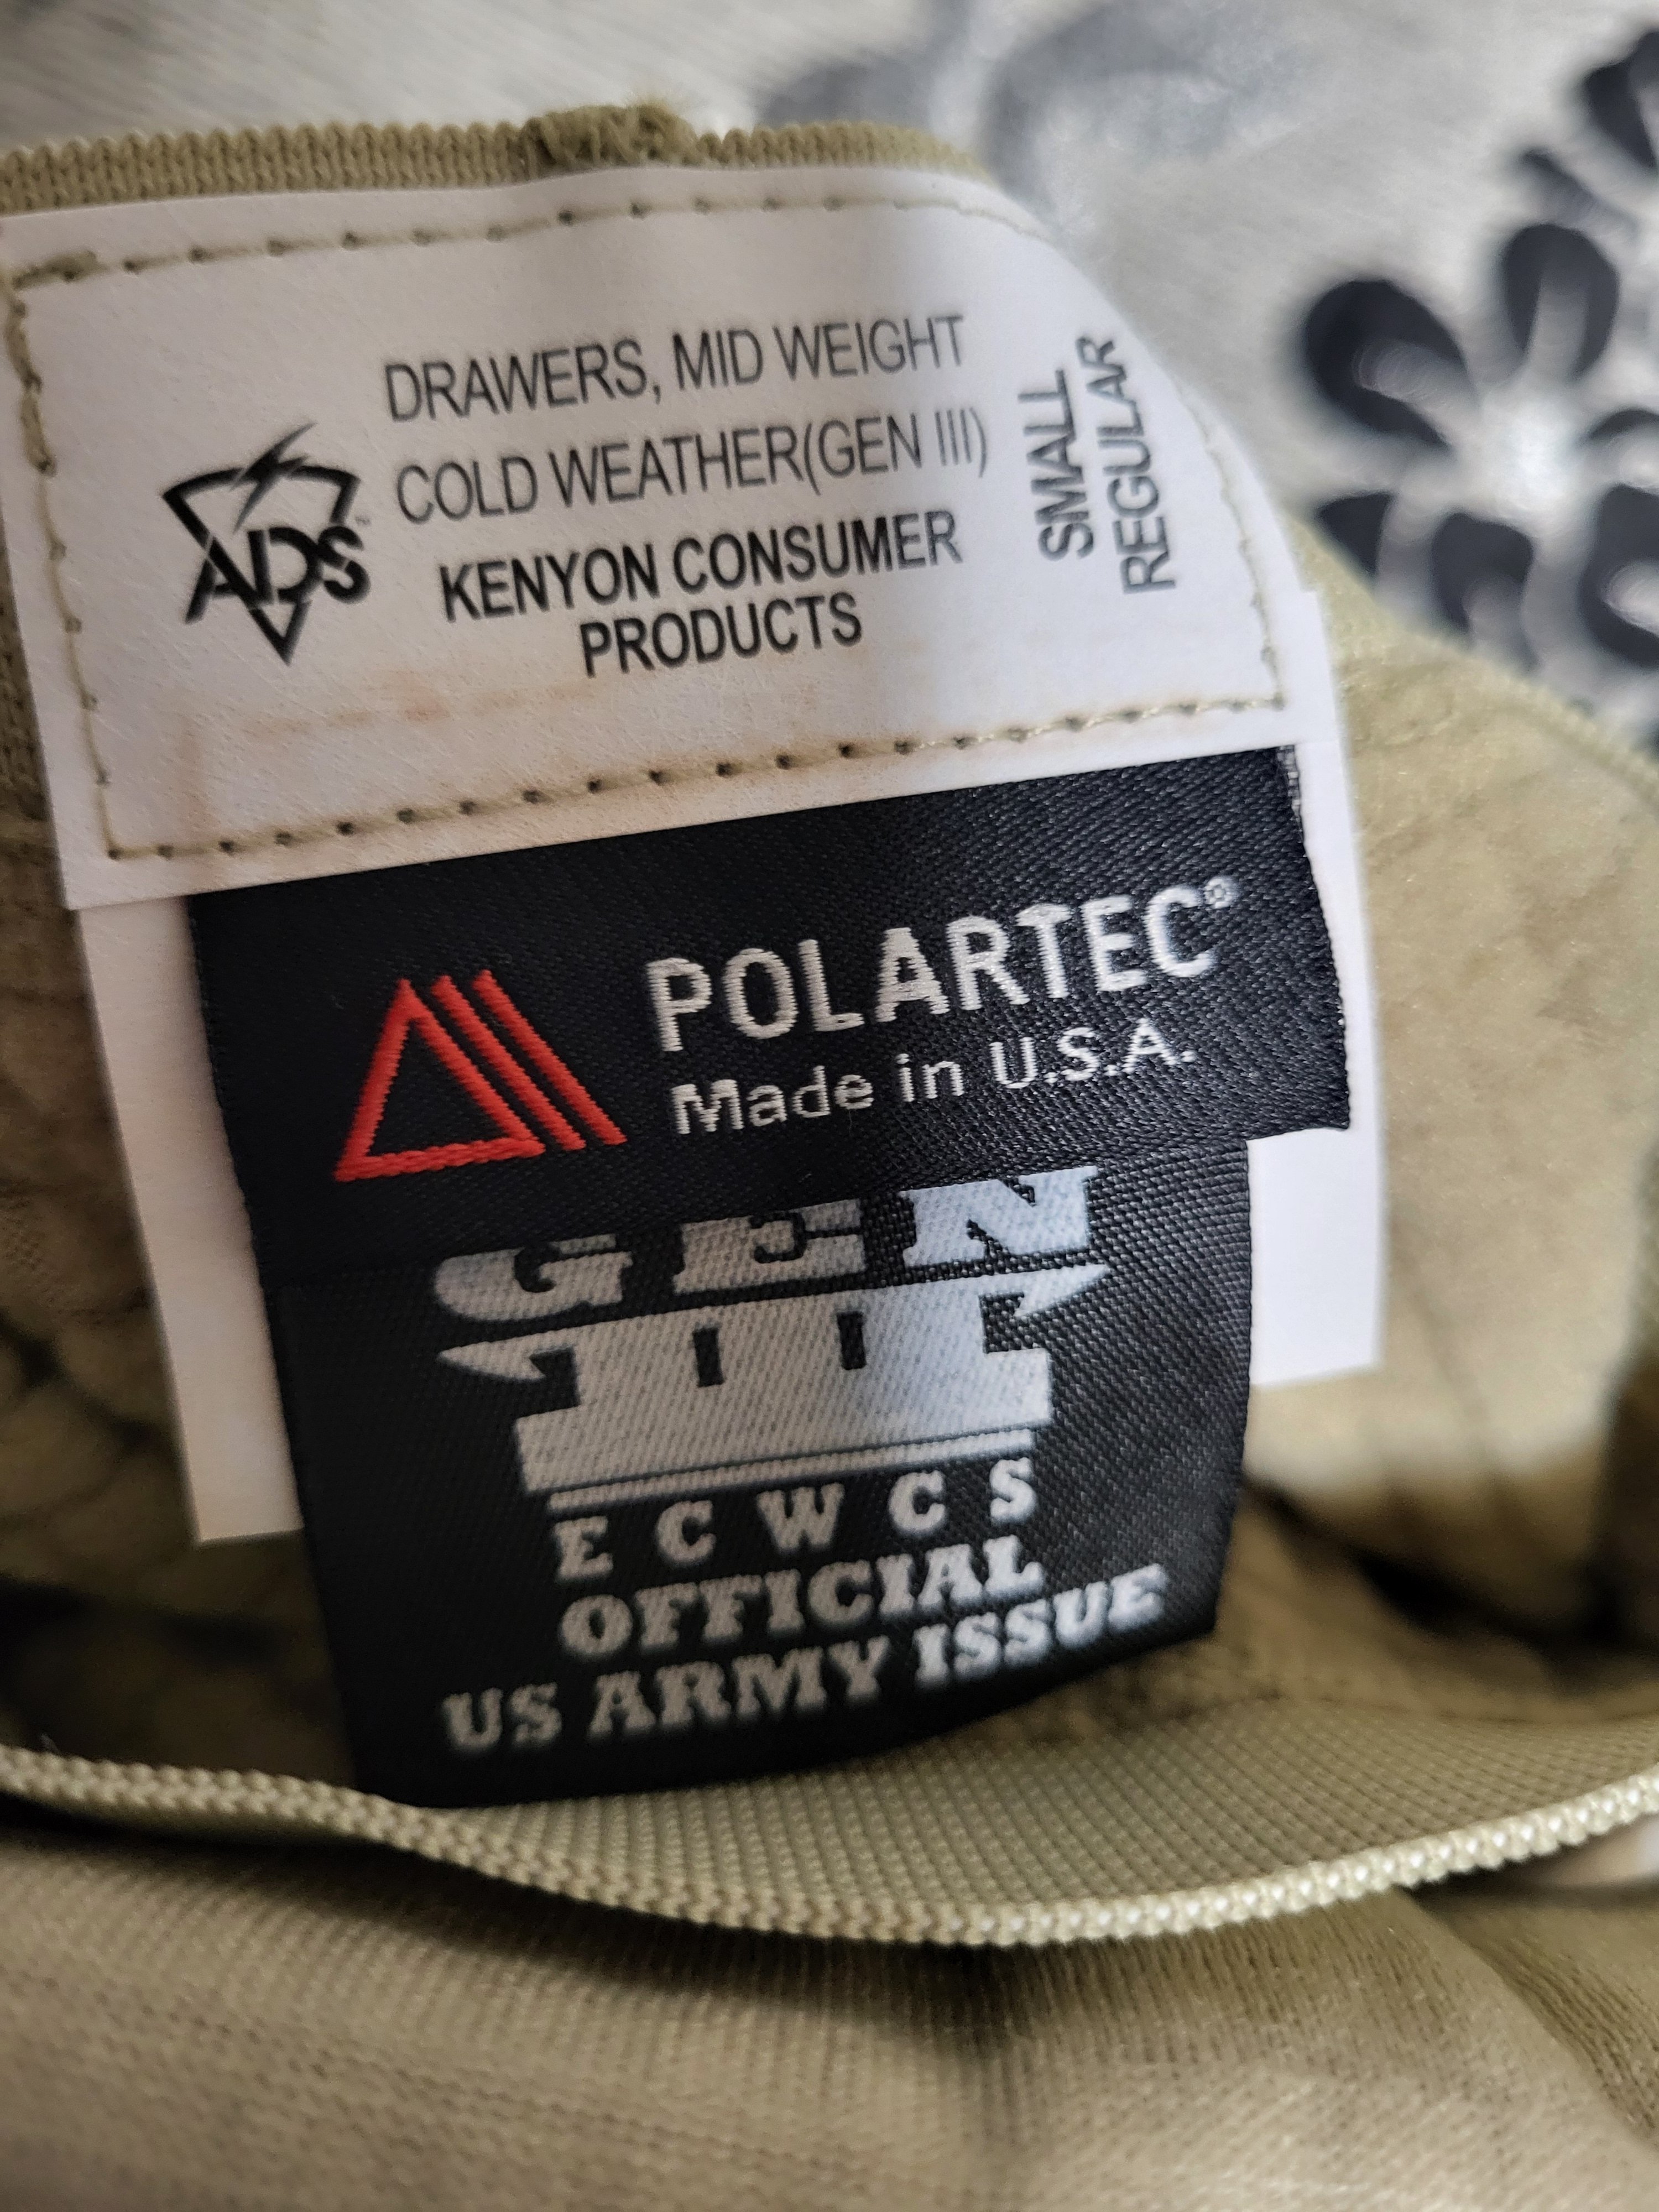 DRAWERS, MID WEIGHT
COLD WEATHER(GEN III)
KENYON CONSUMER
PRODUCTS
ADS™
SMALL
REGULAR
POLARTEC®
Made in U.S.A.
GEN
III
ECWCS
OFFICIAL
US ARMY ISSUE